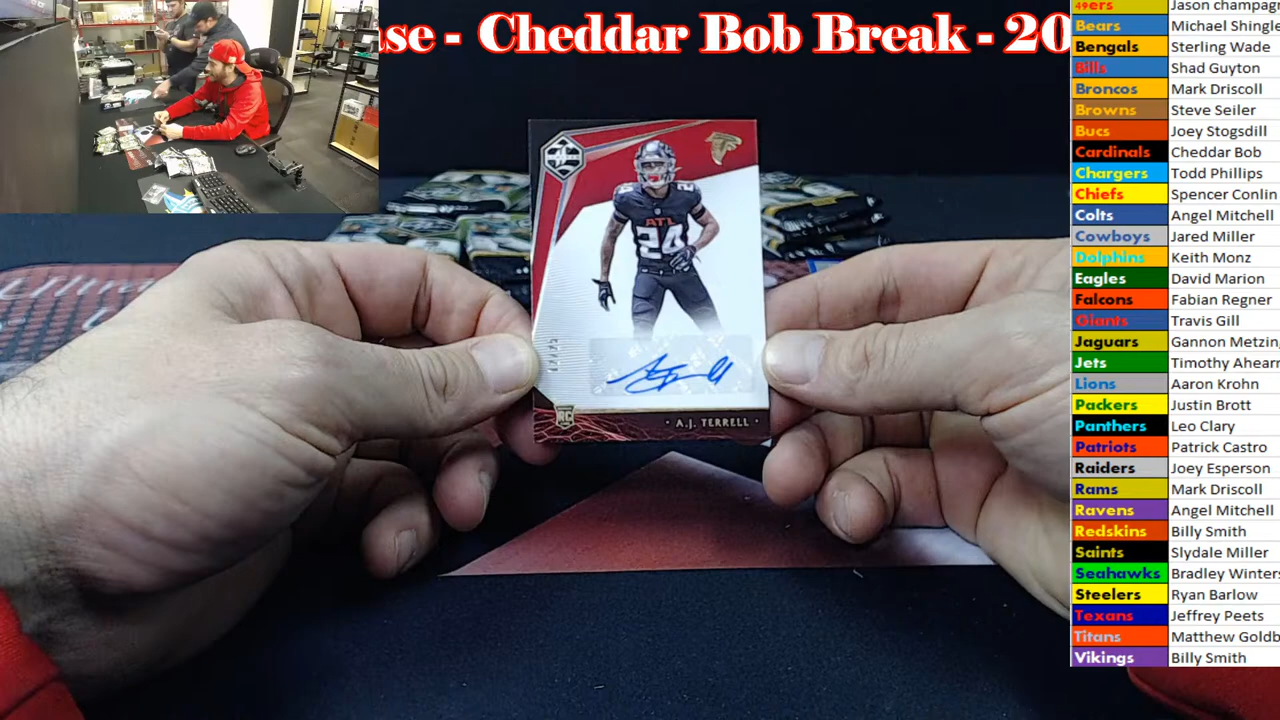 ase - Cheddar Bob Break - 20
49ers Jason champag
Bears Michael Shingle
Bengals Sterling Wade
Bills Shad Guyton
Broncos Mark Driscoll
Browns Steve Seiler
Bucs Joey Stogsdill
Cardinals Cheddar Bob
Chargers Todd Phillips
Chiefs Spencer Conlin
Colts Angel Mitchell
Cowboys Jared Miller
Dolphins Keith Monz
Eagles David Marion
Falcons Fabian Regner
Giants Travis Gill
Jaguars Gannon Metzin
Jets Timothy Ahearn
Lions Aaron Krohn
Packers Justin Brott
Panthers Leo Clary
Patriots Patrick Castro
Raiders Joey Esperson
Rams Mark Driscoll
Ravens Angel Mitchell
Redskins Billy Smith
Saints Slydale Miller
Seahawks Bradley Winters
Steelers Ryan Barlow
Texans Jeffrey Peets
Titans Matthew Goldb
Vikings Billy Smith
ATL
24
RC
· A.J. TERRELL ·